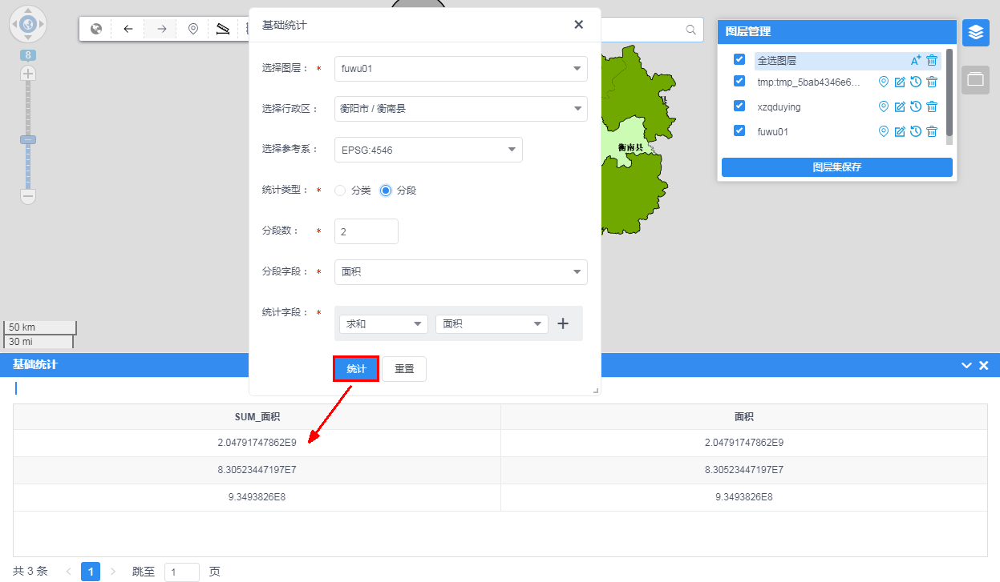 8
基础统计
选择图层： * fuwu01
选择行政区： 衡阳市 / 衡南县
选择参考系： EPSG:4546
统计类型： * 分类 分段
分段数： * 2
分段字段： * 面积
统计字段： * 求和 面积
统计 重置
衡南县
图层管理
全选图层
tmp:tmp_5bab4346e6...
xzqduying
fuwu01
图层集保存
50 km
30 mi
基础统计
SUM_面积 面积
2.04791747862E9 2.04791747862E9
8.30523447197E7 8.30523447197E7
9.3493826E8 9.3493826E8
共 3 条 1 跳至 1 页